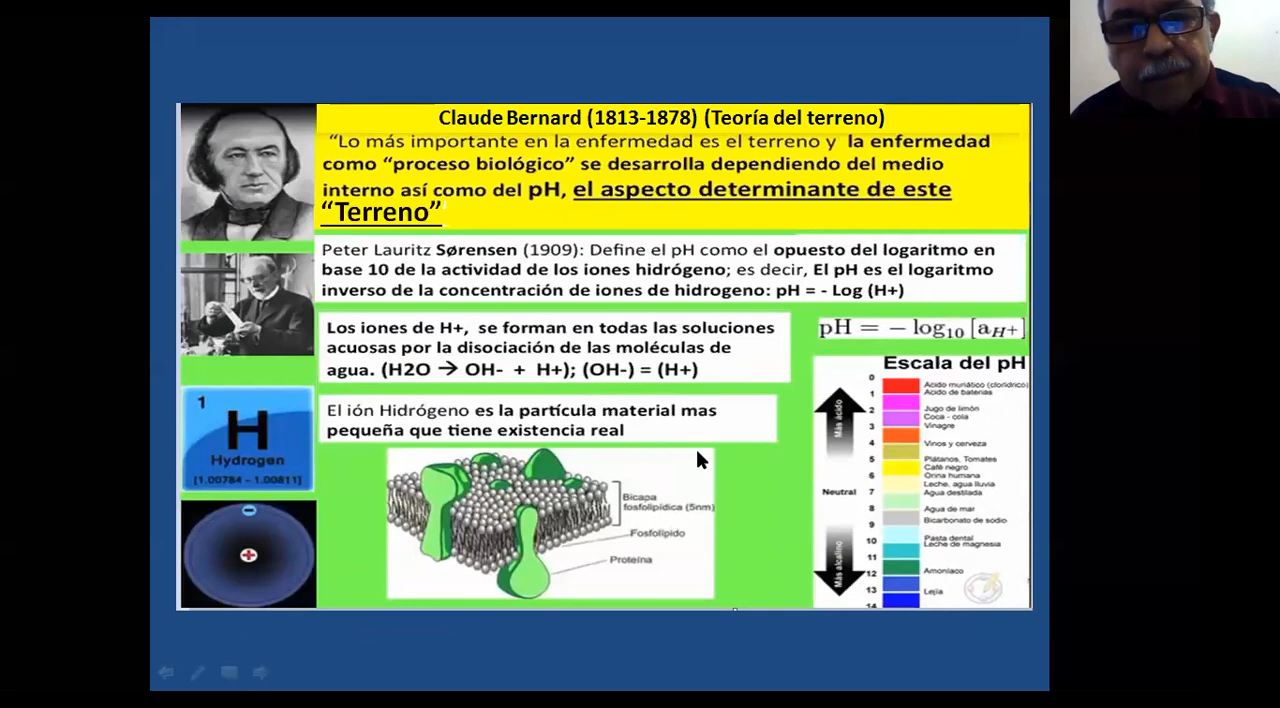 Claude Bernard (1813-1878) (Teoría del terreno)
“Lo más importante en la enfermedad es el terreno y la enfermedad
como “proceso biológico” se desarrolla dependiendo del medio
interno así como del pH, el aspecto determinante de este
“Terreno”
Peter Lauritz Sørensen (1909): Define el pH como el opuesto del logaritmo en
base 10 de la actividad de los iones hidrógeno; es decir, El pH es el logaritmo
inverso de la concentración de iones de hidrogeno: pH = - Log (H+)
Los iones de H+, se forman en todas las soluciones
acuosas por la disociación de las moléculas de
agua. (H2O → OH- + H+); (OH-) = (H+)
pH = − log10 [aH+]
El ión Hidrógeno es la partícula material mas
pequeña que tiene existencia real
1
H
Hydrogen
[1.00784 - 1.00811]
-
+
Bicapa
fosfolipídica (5nm)
Fosfolípido
Proteína
Escala del pH
Más ácido
Neutral
Más alcalino
0
1
2
3
4
5
6
7
8
9
10
11
12
13
14
Ácido muriático (clorídrico)
Ácido de baterias
Jugo de limón
Coca - cola
Vinagre
Vinos y cerveza
Plátanos, Tomates
Café negro
Orina humana
Leche, agua lluvia
Agua destilada
Agua de mar
Bicarbonato de sodio
Pasta dental
Leche de magnesia
Amoníaco
Lejía